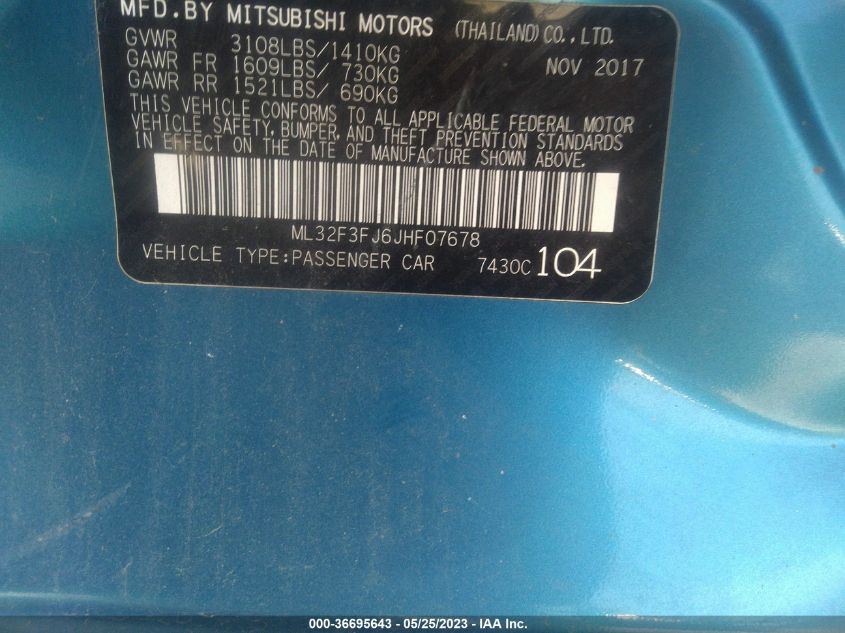 MFD.BY MITSUBISHI MOTORS (THAILAND) CO., LTD.
GVWR 3108LBS/1410KG NOV 2017
GAWR FR 1609LBS/ 730KG
GAWR RR 1521LBS/ 690KG
THIS VEHICLE CONFORMS TO ALL APPLICABLE FEDERAL MOTOR
VEHICLE SAFETY, BUMPER, AND THEFT PREVENTION STANDARDS
IN EFFECT ON THE DATE OF MANUFACTURE SHOWN ABOVE.
ML32F3FJ6JHF07678
VEHICLE TYPE:PASSENGER CAR 7430C 104
000-36695643 - 05/25/2023 - IAA Inc.